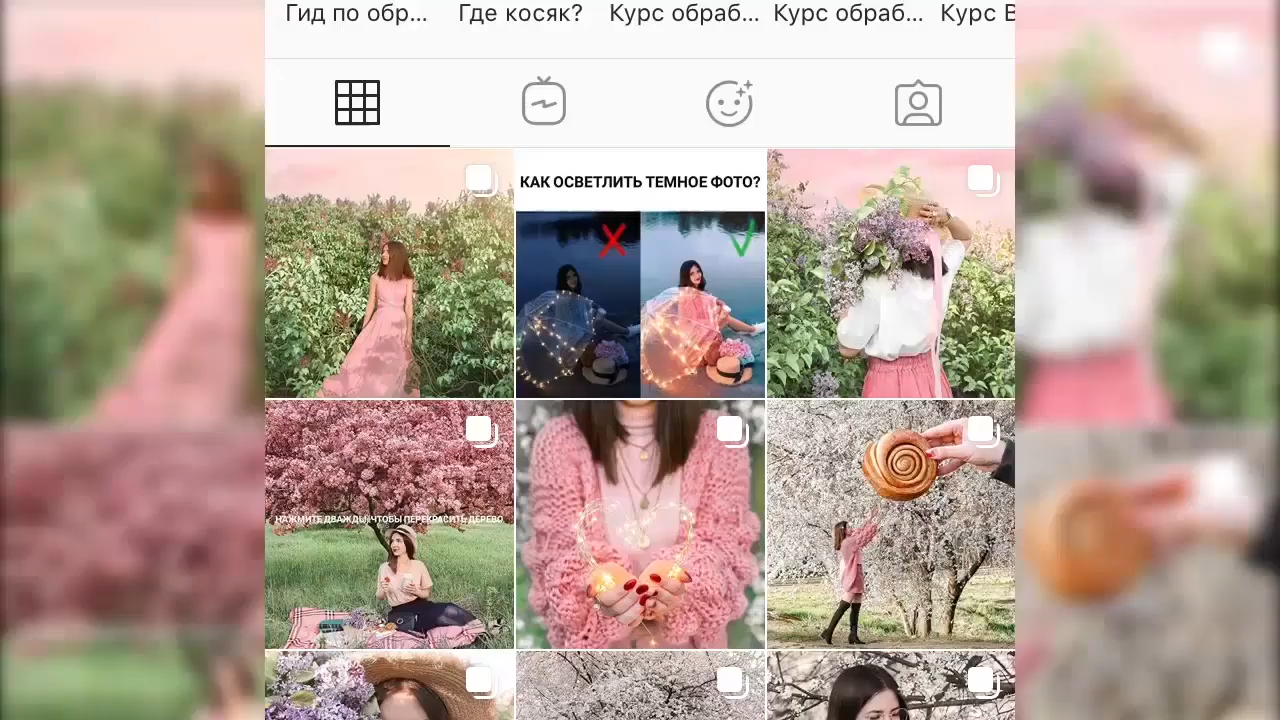 Гид по обр... Где косяк? Курс обраб... Курс обраб... Курс В
КАК ОСВЕТЛИТЬ ТЕМНОЕ ФОТО?
НАЖМИТЕ ДВАЖДЫ, ЧТОБЫ ПЕРЕКРАСИТЬ ДЕРЕВО